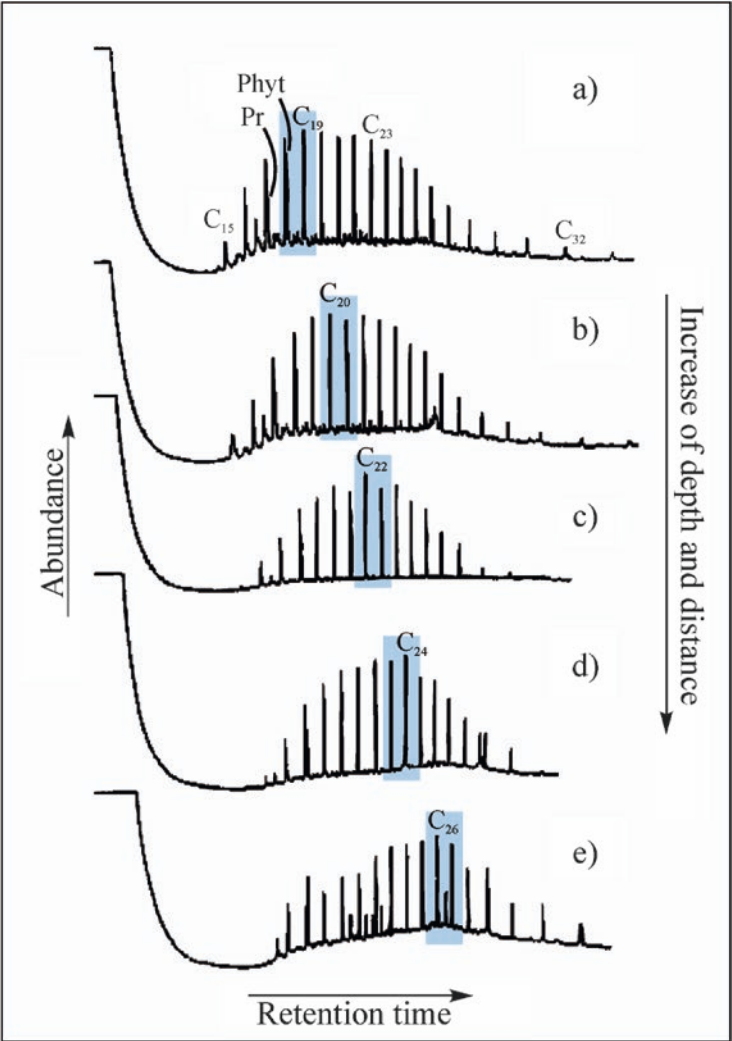 a)
Phyt
Pr
C₁₉
C₂₃
C₁₅
C₃₂
C₂₀
b)
C₂₂
c)
C₂₄
d)
C₂₆
e)
Abundance
Increase of depth and distance
Retention time